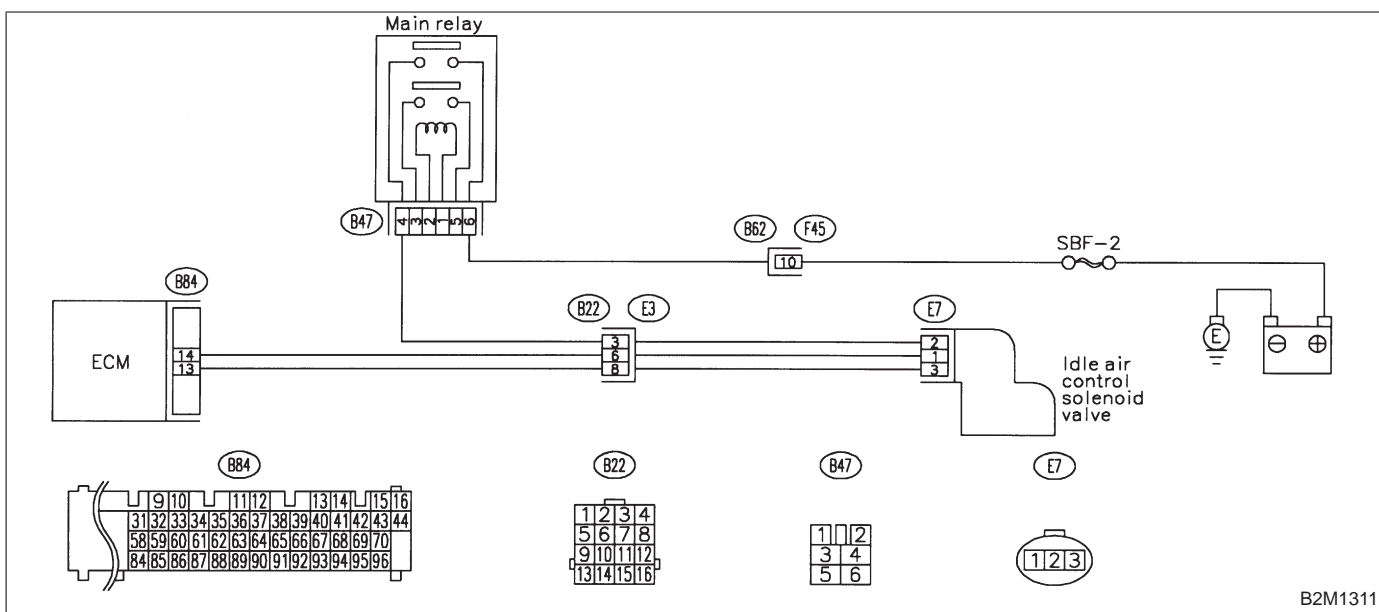 Main relay
B47
4 3 2 1 5 6
B62 F45
10
SBF-2
B84
B22 E3
E7
ECM
14
13
3
6
8
2
1
3
E
Idle air
control
solenoid
valve
B84
9 10 11 12 13 14 15 16
31 32 33 34 35 36 37 38 39 40 41 42 43 44
58 59 60 61 62 63 64 65 66 67 68 69 70
84 85 86 87 88 89 90 91 92 93 94 95 96
B22
1 2 3 4
5 6 7 8
9 10 11 12
13 14 15 16
B47
1 2
3 4
5 6
E7
1 2 3
B2M1311